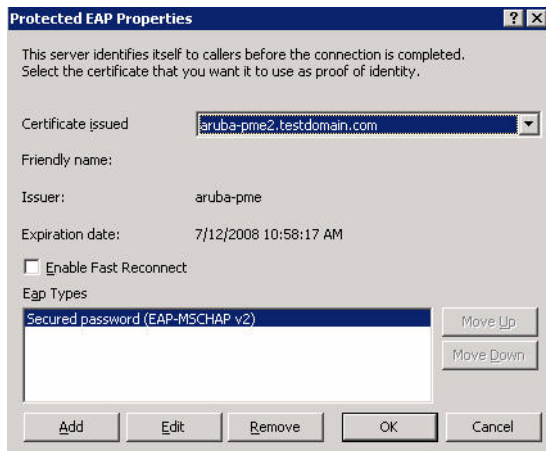 Protected EAP Properties
This server identifies itself to callers before the connection is completed.
Select the certificate that you want it to use as proof of identity.
Certificate issued
aruba-pme2.testdomain.com
Friendly name:
Issuer:
aruba-pme
Expiration date:
7/12/2008 10:58:17 AM
Enable Fast Reconnect
Eap Types
Secured password (EAP-MSCHAP v2)
Move Up
Move Down
Add
Edit
Remove
OK
Cancel